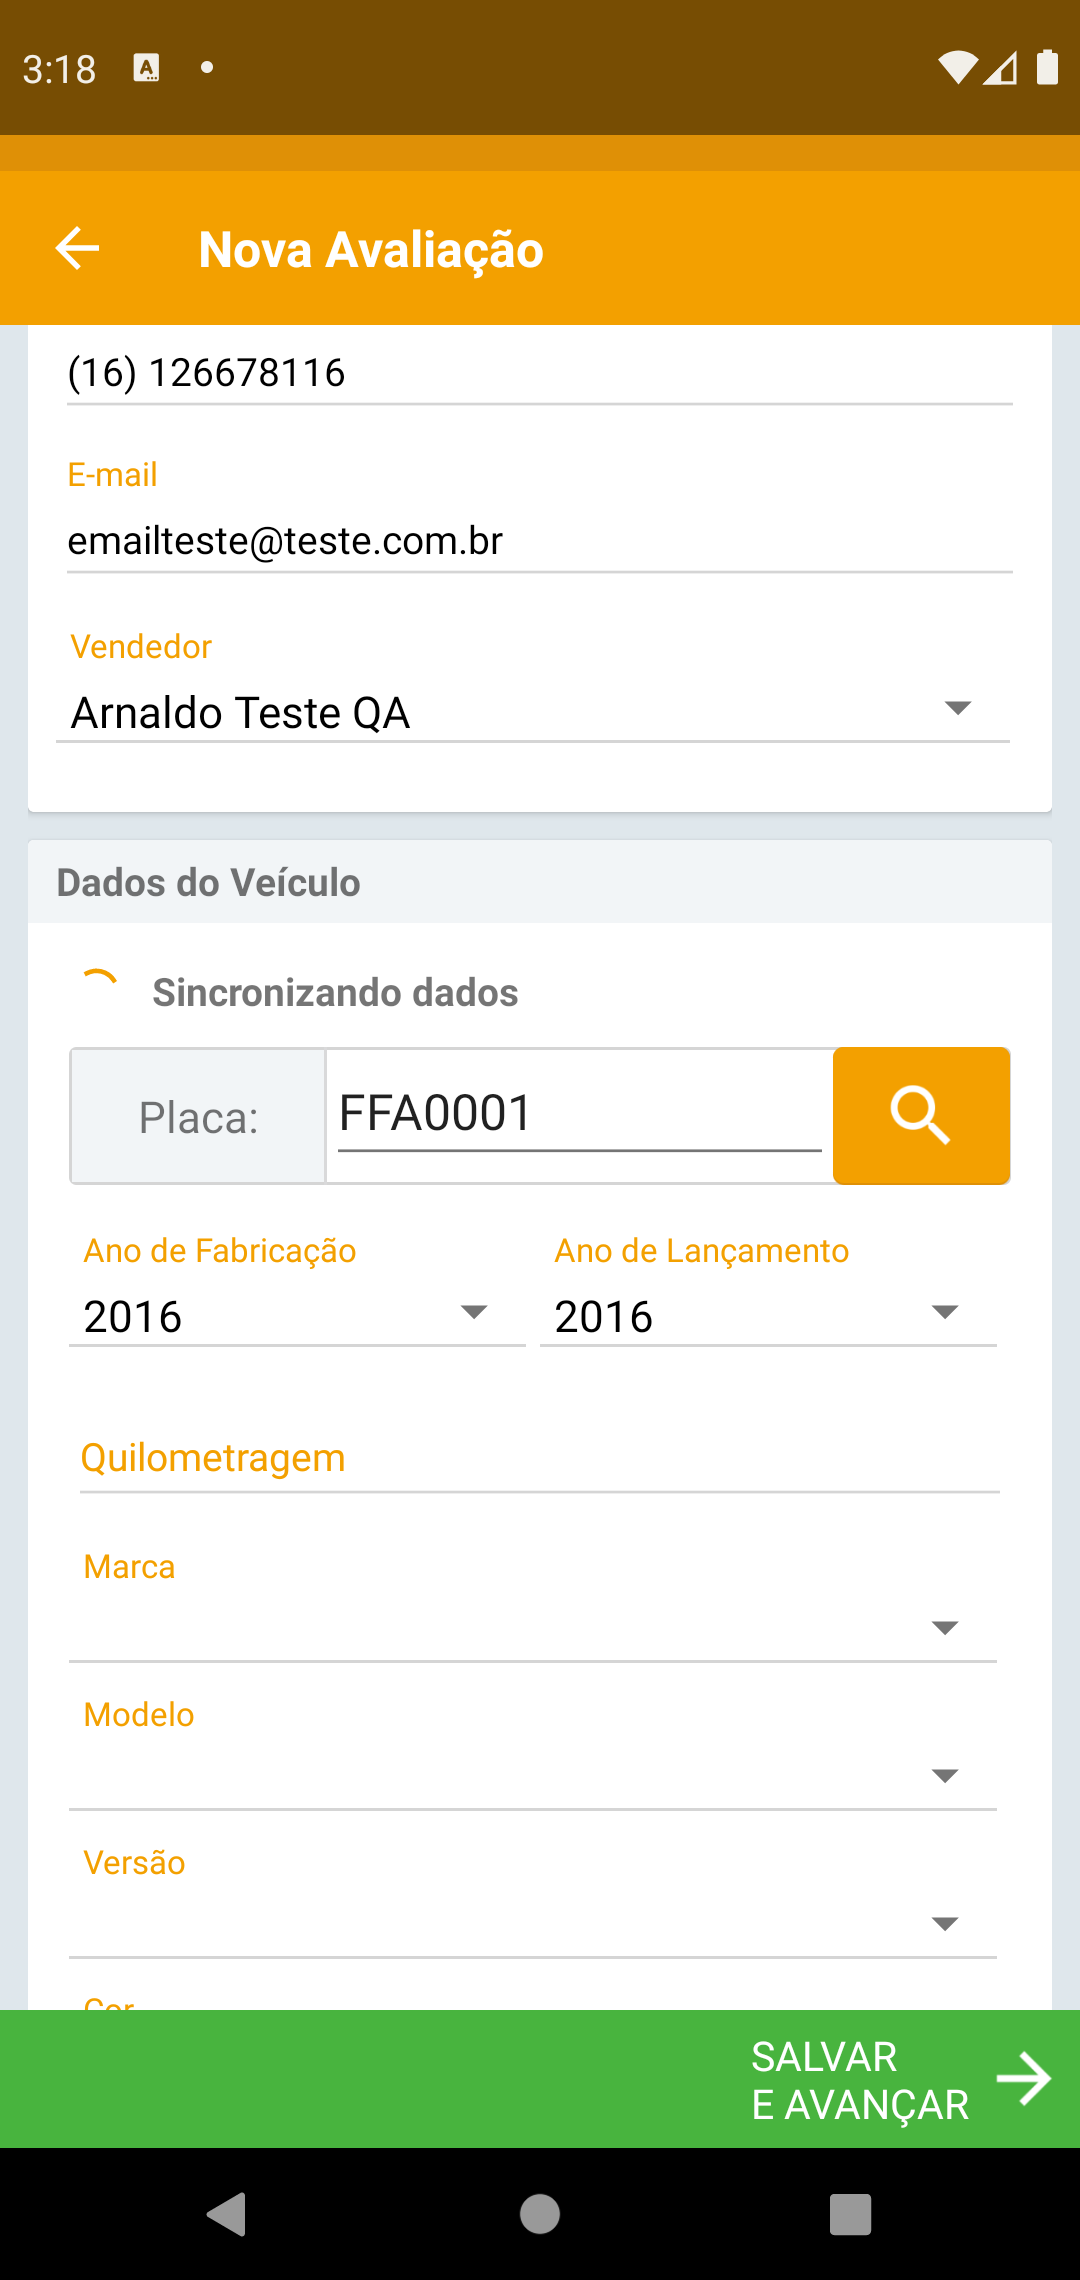 3:18
Nova Avaliação
(16) 126678116
E-mail
emailteste@teste.com.br
Vendedor
Arnaldo Teste QA
Dados do Veículo
Sincronizando dados
Placa: FFA0001
Ano de Fabricação Ano de Lançamento
2016 2016
Quilometragem
Marca
Modelo
Versão
Cor
SALVAR
E AVANÇAR